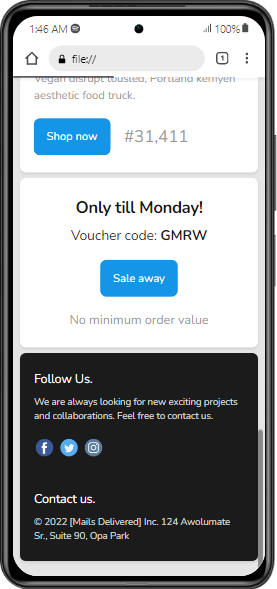 1:46 AM
100%
file://
1
Vegan disrupt tousled, Portland keffiyeh
aesthetic food truck.
Shop now #31,411
Only till Monday!
Voucher code: GMRW
Sale away
No minimum order value
Follow Us.
We are always looking for new exciting projects
and collaborations. Feel free to contact us.
Contact us.
© 2022 [Mails Delivered] Inc. 124 Awolumate
Sr., Suite 90, Opa Park